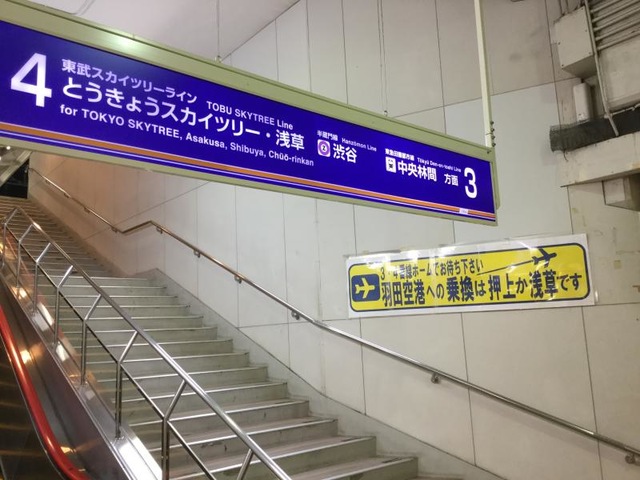 4
東武スカイツリーライン TOBU SKYTREE Line
とうきょうスカイツリー・浅草
for TOKYO SKYTREE, Asakusa, Shibuya, Chūō-rinkan
半蔵門線 Hanzōmon Line
Z 渋谷
東急田園都市線 Tōkyū Den-en-toshi Line
中央林間 方面
3
3・4番線ホームでお待ち下さい
羽田空港への乗換は押上か浅草です